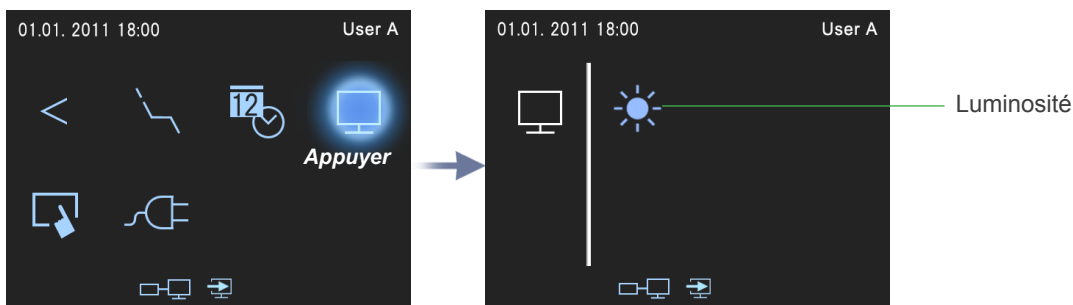 01.01. 2011 18:00 User A
12
Appuyer
01.01. 2011 18:00 User A
Luminosité